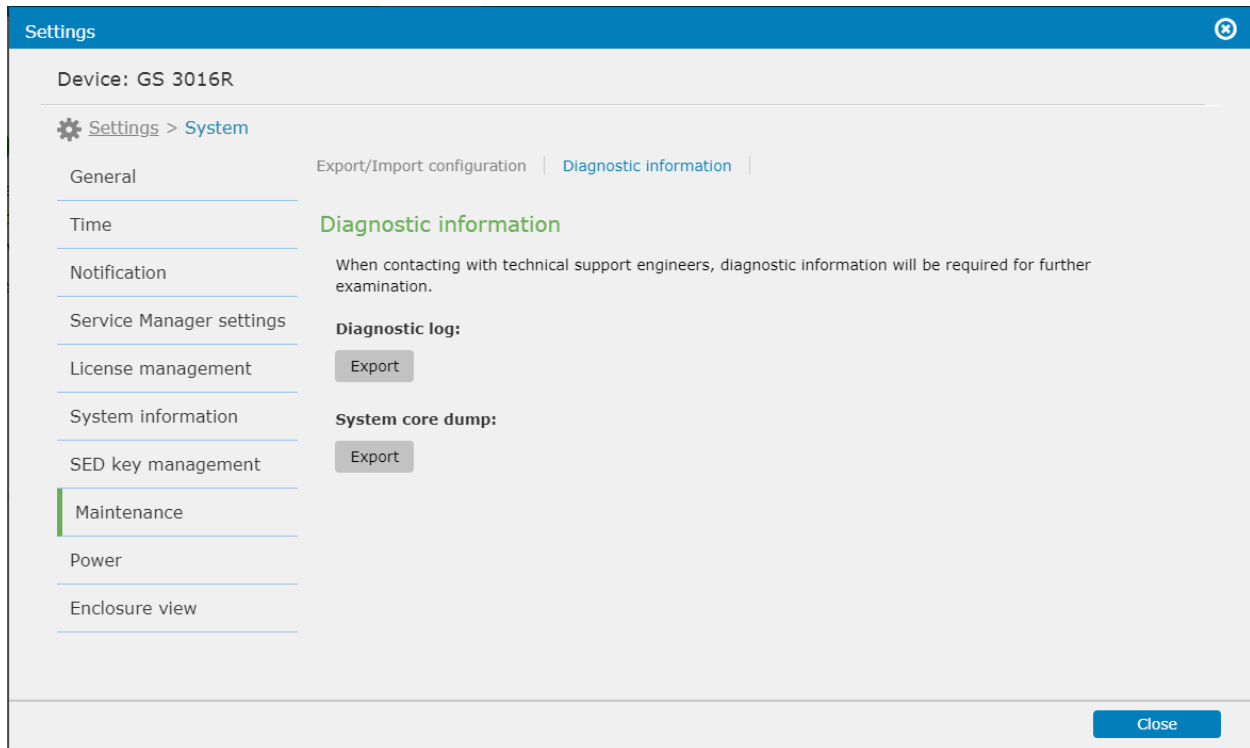 Settings
Device: GS 3016R
Settings > System
General
Time
Notification
Service Manager settings
License management
System information
SED key management
Maintenance
Power
Enclosure view
Export/Import configuration
Diagnostic information
Diagnostic information
When contacting with technical support engineers, diagnostic information will be required for further
examination.
Diagnostic log:
Export
System core dump:
Export
Close